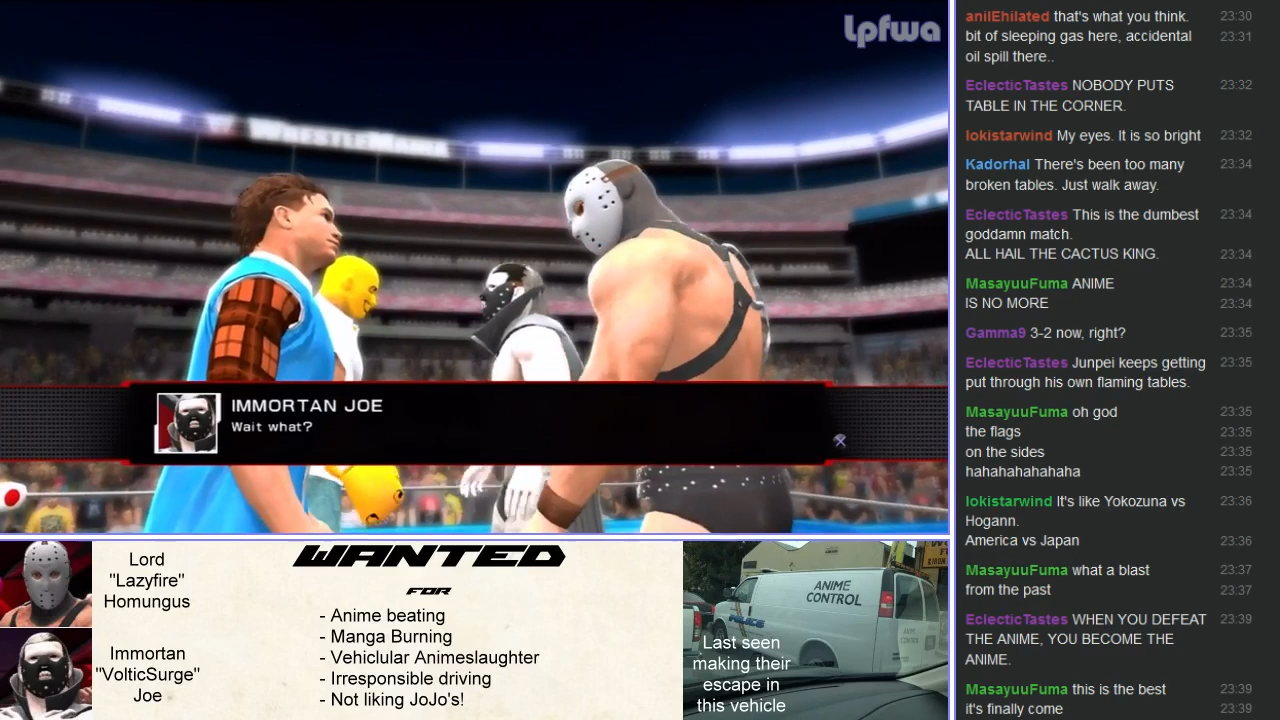 Lpfwa
WRESTLEMANIA
IMMORTAN JOE
Wait what?
Lord
"Lazyfire"
Homungus
Immortan
"VolticSurge"
Joe
WANTED
FOR
- Anime beating
- Manga Burning
- Vehiclular Animeslaughter
- Irresponsible driving
- Not liking JoJo's!
ANIME
CONTROL
POLICE
Last seen
making their
escape in
this vehicle
anilEhilated that's what you think. 23:30
bit of sleeping gas here, accidental 23:31
oil spill there..
EclecticTastes NOBODY PUTS 23:32
TABLE IN THE CORNER.
lokistarwind My eyes. It is so bright 23:32
Kadorhal There's been too many 23:34
broken tables. Just walk away.
EclecticTastes This is the dumbest 23:34
goddamn match.
ALL HAIL THE CACTUS KING. 23:34
MasayuuFuma ANIME 23:34
IS NO MORE 23:34
Gamma9 3-2 now, right? 23:35
EclecticTastes Junpei keeps getting 23:35
put through his own flaming tables.
MasayuuFuma oh god 23:35
the flags 23:35
on the sides 23:35
hahahahahahaha 23:35
lokistarwind It's like Yokozuna vs 23:36
Hogann.
America vs Japan 23:36
MasayuuFuma what a blast 23:37
from the past 23:37
EclecticTastes WHEN YOU DEFEAT 23:39
THE ANIME, YOU BECOME THE
ANIME.
MasayuuFuma this is the best 23:39
it's finally come 23:39